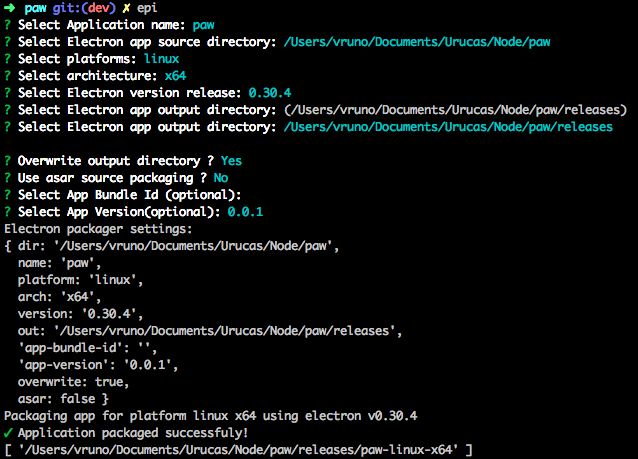 ➜ paw git:(dev) ✗ epi
? Select Application name: paw
? Select Electron app source directory: /Users/vruno/Documents/Urucas/Node/paw
? Select platforms: linux
? Select architecture: x64
? Select Electron version release: 0.30.4
? Select Electron app output directory: (/Users/vruno/Documents/Urucas/Node/paw/releases)
? Select Electron app output directory: /Users/vruno/Documents/Urucas/Node/paw/releases
? Overwrite output directory ? Yes
? Use asar source packaging ? No
? Select App Bundle Id (optional):
? Select App Version(optional): 0.0.1
Electron packager settings:
{ dir: '/Users/vruno/Documents/Urucas/Node/paw',
name: 'paw',
platform: 'linux',
arch: 'x64',
version: '0.30.4',
out: '/Users/vruno/Documents/Urucas/Node/paw/releases',
'app-bundle-id': '',
'app-version': '0.0.1',
overwrite: true,
asar: false }
Packaging app for platform linux x64 using electron v0.30.4
✓ Application packaged successfuly!
[ '/Users/vruno/Documents/Urucas/Node/paw/releases/paw-linux-x64' ]